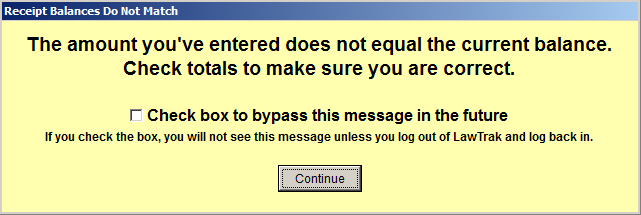 Receipt Balances Do Not Match
The amount you've entered does not equal the current balance.
Check totals to make sure you are correct.
Check box to bypass this message in the future
If you check the box, you will not see this message unless you log out of LawTrak and log back in.
Continue